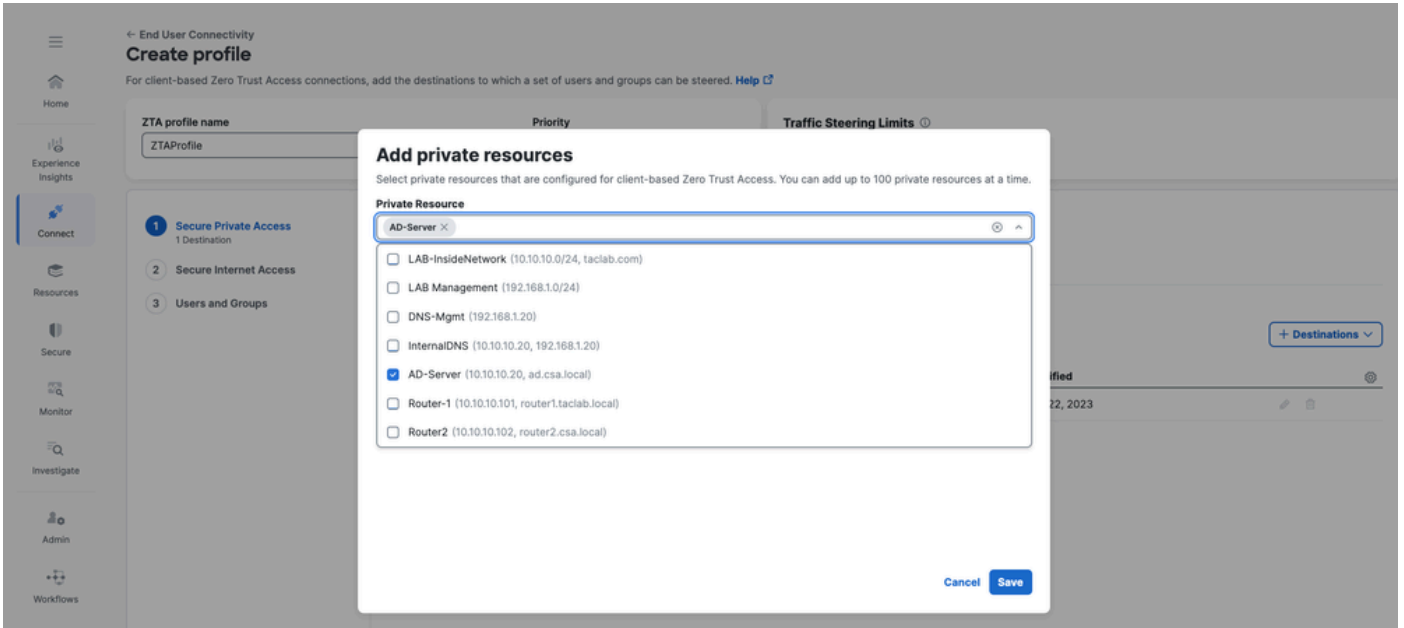 ← End User Connectivity
Create profile
For client-based Zero Trust Access connections, add the destinations to which a set of users and groups can be steered. Help
Home
Experience
Insights
Connect
Resources
Secure
Monitor
Investigate
Admin
Workflows
ZTA profile name
ZTAProfile
Priority
Traffic Steering Limits
1 Secure Private Access
1 Destination
2 Secure Internet Access
3 Users and Groups
+ Destinations
ified
22, 2023
Add private resources
Select private resources that are configured for client-based Zero Trust Access. You can add up to 100 private resources at a time.
Private Resource
AD-Server
LAB-InsideNetwork (10.10.10.0/24, taclab.com)
LAB Management (192.168.1.0/24)
DNS-Mgmt (192.168.1.20)
InternalDNS (10.10.10.20, 192.168.1.20)
AD-Server (10.10.10.20, ad.csa.local)
Router-1 (10.10.10.101, router1.taclab.local)
Router2 (10.10.10.102, router2.csa.local)
Cancel Save